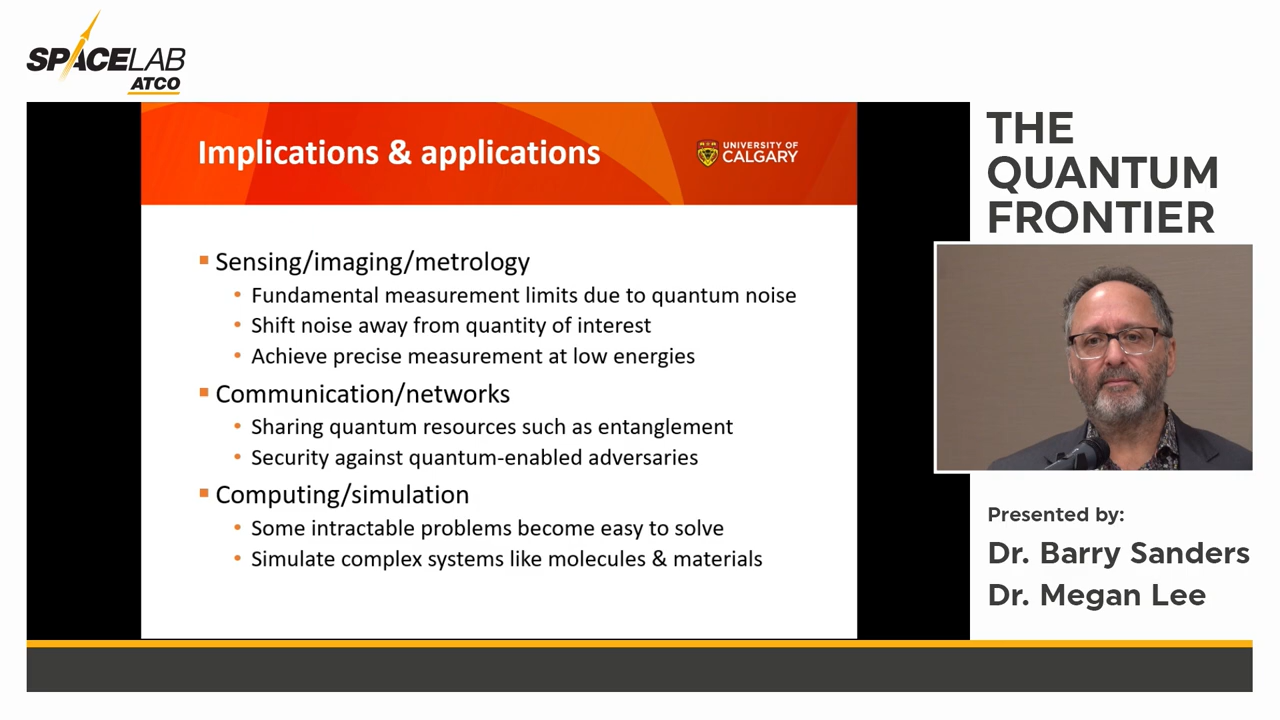 SPACELAB
ATCO
Implications & applications
UNIVERSITY OF
CALGARY
THE
QUANTUM
FRONTIER
Sensing/imaging/metrology
Fundamental measurement limits due to quantum noise
Shift noise away from quantity of interest
Achieve precise measurement at low energies
Communication/networks
Sharing quantum resources such as entanglement
Security against quantum-enabled adversaries
Computing/simulation
Some intractable problems become easy to solve
Simulate complex systems like molecules & materials
Presented by:
Dr. Barry Sanders
Dr. Megan Lee